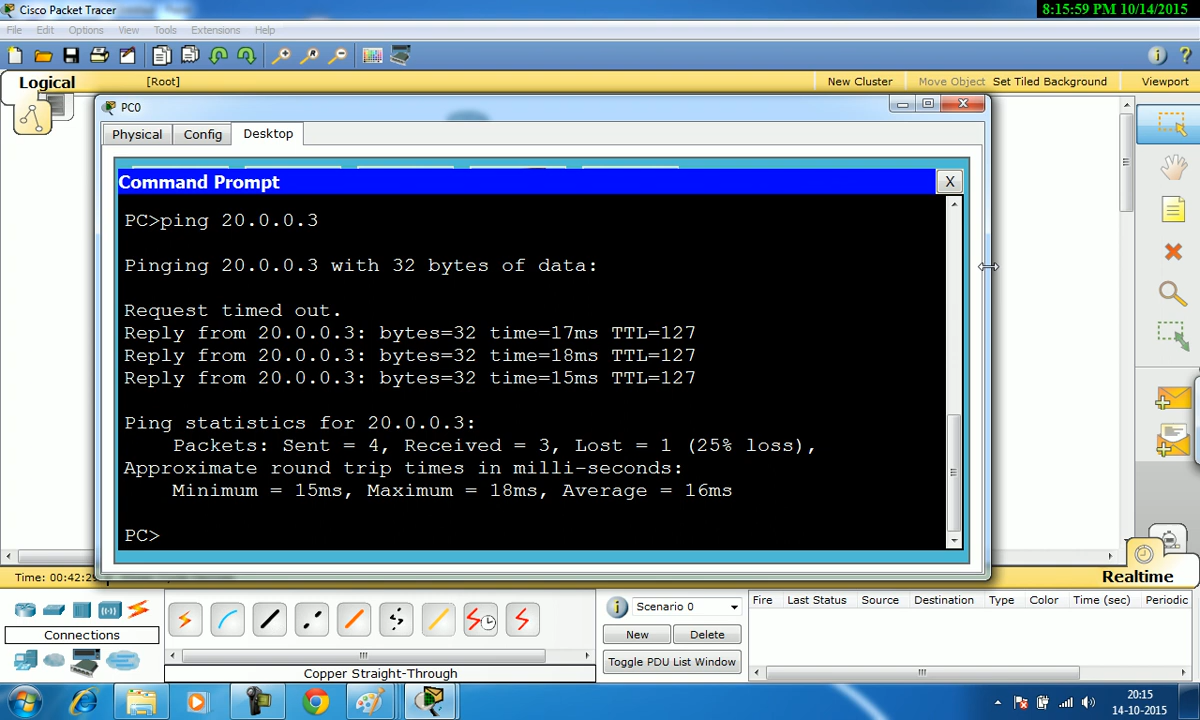 Cisco Packet Tracer
8:15:59 PM 10/14/2015
File Edit Options View Tools Extensions Help
Logical [Root] New Cluster Move Object Set Tiled Background Viewport
PC0
Physical Config Desktop
Command Prompt X
PC>ping 20.0.0.3
Pinging 20.0.0.3 with 32 bytes of data:
Request timed out.
Reply from 20.0.0.3: bytes=32 time=17ms TTL=127
Reply from 20.0.0.3: bytes=32 time=18ms TTL=127
Reply from 20.0.0.3: bytes=32 time=15ms TTL=127
Ping statistics for 20.0.0.3:
Packets: Sent = 4, Received = 3, Lost = 1 (25% loss),
Approximate round trip times in milli-seconds:
Minimum = 15ms, Maximum = 18ms, Average = 16ms
PC>
Time: 00:42:29
Realtime
Connections
Copper Straight-Through
Scenario 0
New Delete
Toggle PDU List Window
Fire Last Status Source Destination Type Color Time (sec) Periodic
20:15
14-10-2015